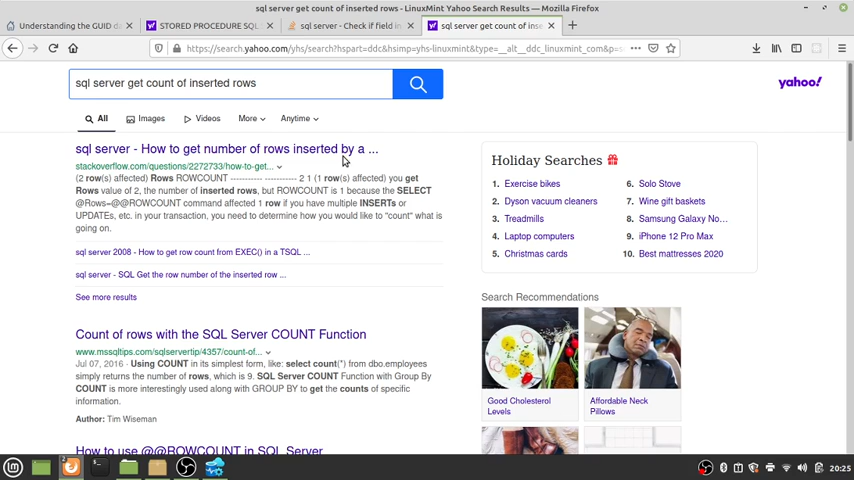 sql server get count of inserted rows - LinuxMint Yahoo Search Results - Mozilla Firefox
Understanding the GUID d
STORED PROCEDURE SQL
sql server - Check if field in
sql server get count of inse
https://search.yahoo.com/yhs/search?hspart=ddc&hsimp=yhs-linuxmint&type=__alt__ddc_linuxmint_com&p=s
sql server get count of inserted rows
yahoo!
All
Images
Videos
More
Anytime
sql server - How to get number of rows inserted by a ...
stackoverflow.com/questions/2272733/how-to-get...
(2 row(s) affected) Rows ROWCOUNT ----------- ----------- 2 1 (1 row(s) affected) you get
Rows value of 2, the number of inserted rows, but ROWCOUNT is 1 because the SELECT
@Rows=@@ROWCOUNT command affected 1 row if you have multiple INSERTs or
UPDATEs, etc. in your transaction, you need to determine how you would like to "count" what is
going on.
sql server 2008 - How to get row count from EXEC() in a TSQL ...
sql server - SQL Get the row number of the inserted row ...
See more results
Count of rows with the SQL Server COUNT Function
www.mssqltips.com/sqlservertip/4357/count-of...
Jul 07, 2016 · Using COUNT in its simplest form, like: select count(*) from dbo.employees
simply returns the number of rows, which is 9. SQL Server COUNT Function with Group By
COUNT is more interestingly used along with GROUP BY to get the counts of specific
information.
Author: Tim Wiseman
How to use @@ROWCOUNT in SQL Server
Holiday Searches
1. Exercise bikes
2. Dyson vacuum cleaners
3. Treadmills
4. Laptop computers
5. Christmas cards
6. Solo Stove
7. Wine gift baskets
8. Samsung Galaxy No...
9. iPhone 12 Pro Max
10. Best mattresses 2020
Search Recommendations
Good Cholesterol
Levels
Affordable Neck
Pillows
2
20:25